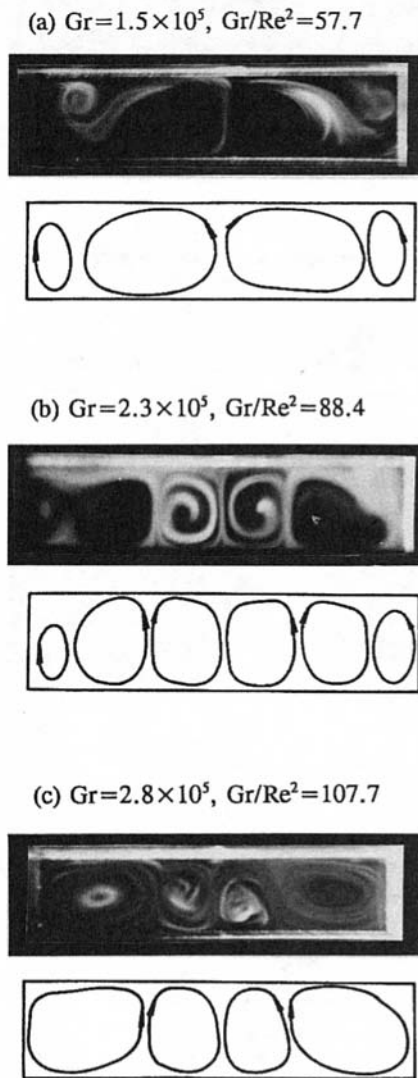 (a) Gr=1.5×10⁵, Gr/Re²=57.7
(b) Gr=2.3×10⁵, Gr/Re²=88.4
(c) Gr=2.8×10⁵, Gr/Re²=107.7